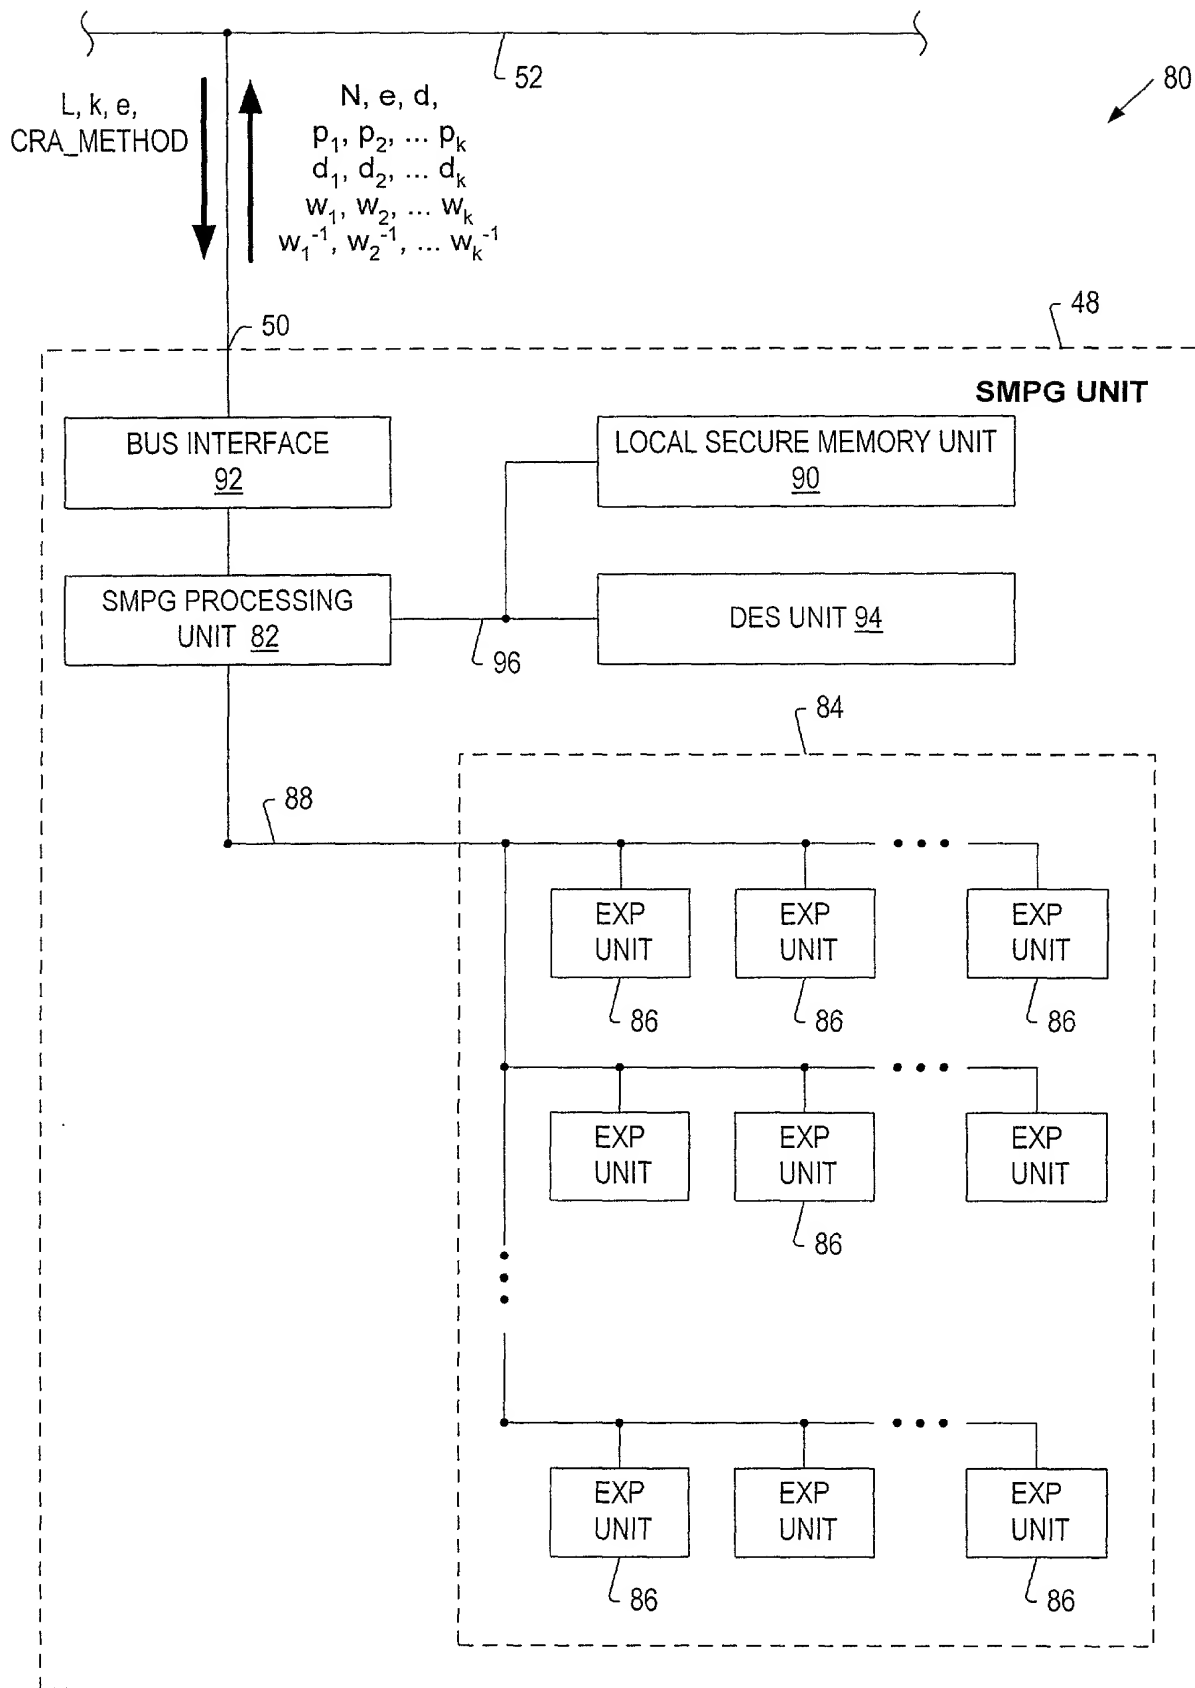 52
80
L, k, e,
CRA_METHOD
N, e, d,
p₁, p₂, ... pₖ
d₁, d₂, ... dₖ
w₁, w₂, ... wₖ
w₁⁻¹, w₂⁻¹, ... wₖ⁻¹
50
48
SMPG UNIT
BUS INTERFACE
92
LOCAL SECURE MEMORY UNIT
90
SMPG PROCESSING
UNIT 82
DES UNIT 94
96
84
88
EXP
UNIT
86
EXP
UNIT
86
EXP
UNIT
86
EXP
UNIT
EXP
UNIT
86
EXP
UNIT
EXP
UNIT
86
EXP
UNIT
EXP
UNIT
86